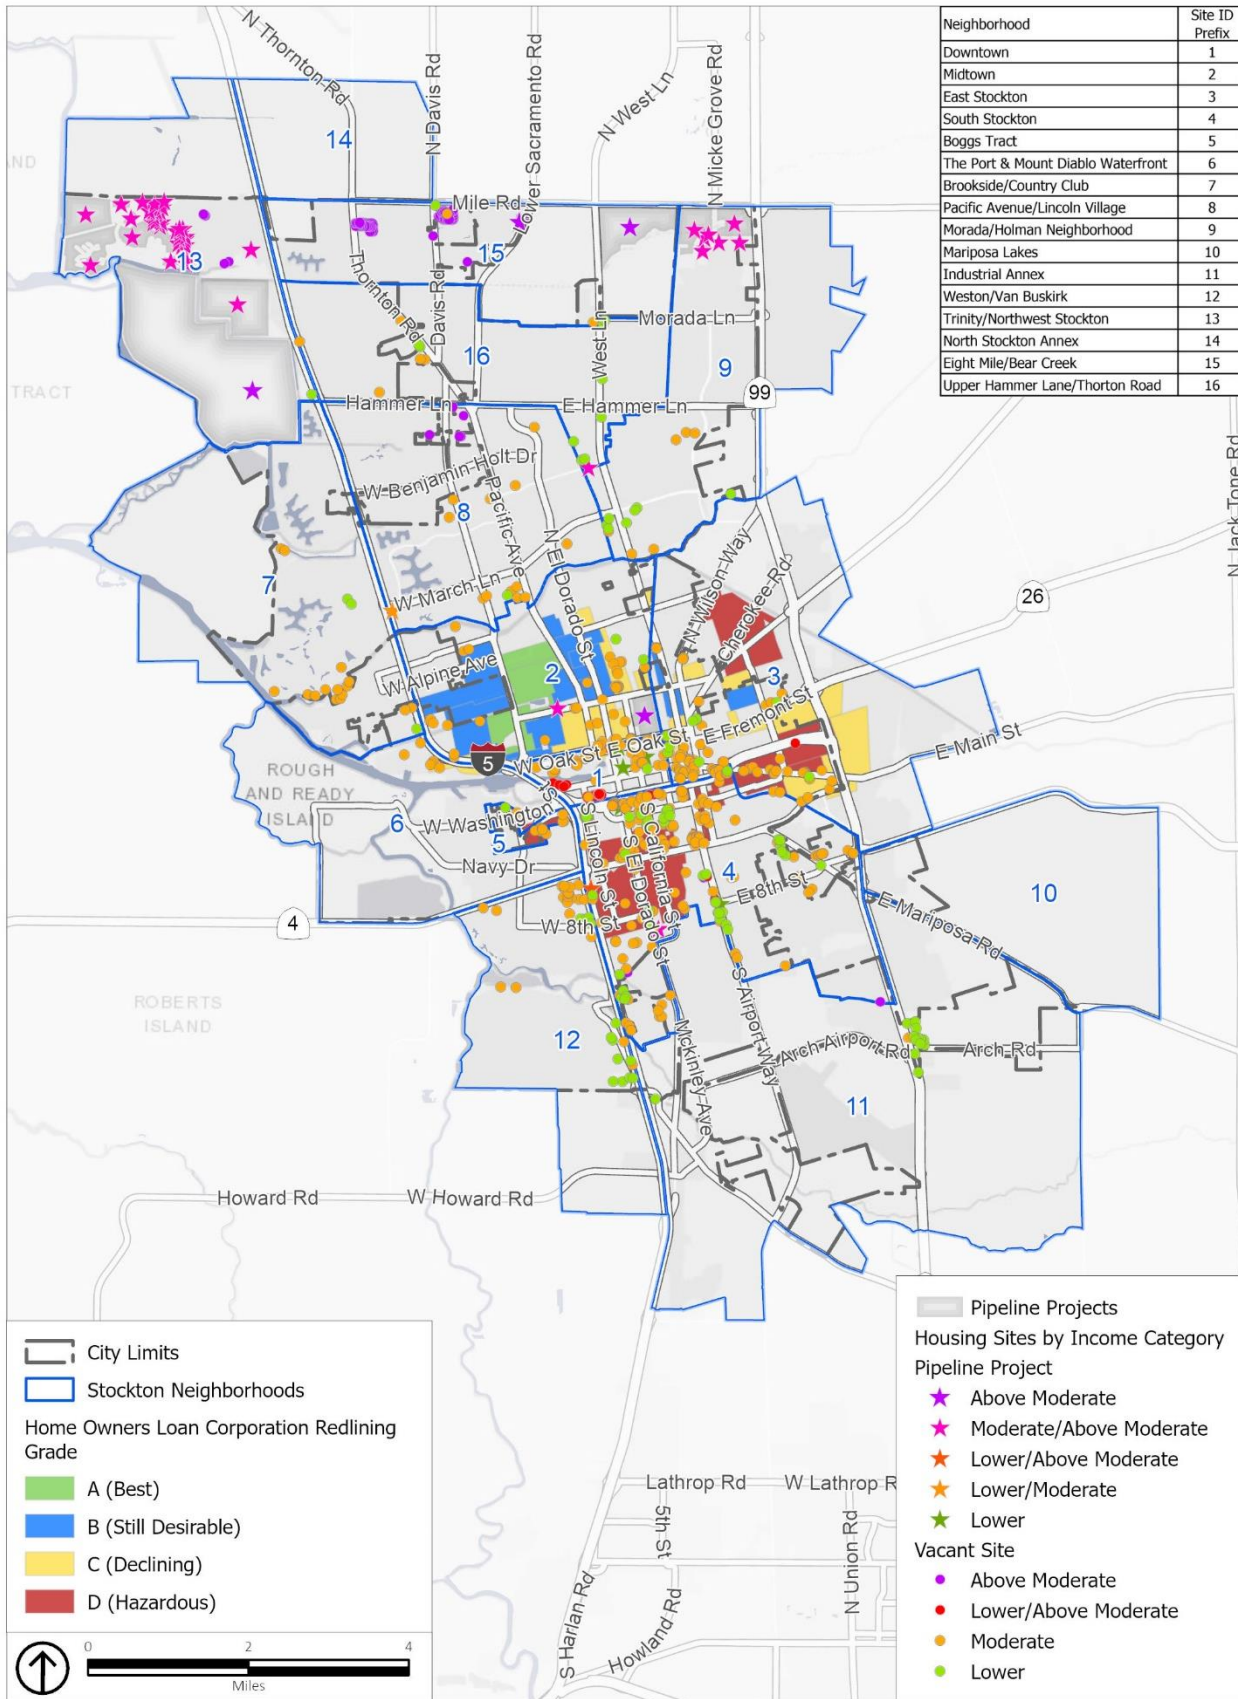 Neighborhood Site ID Prefix
Downtown 1
Midtown 2
East Stockton 3
South Stockton 4
Boggs Tract 5
The Port & Mount Diablo Waterfront 6
Brookside/Country Club 7
Pacific Avenue/Lincoln Village 8
Morada/Holman Neighborhood 9
Mariposa Lakes 10
Industrial Annex 11
Weston/Van Buskirk 12
Trinity/Northwest Stockton 13
North Stockton Annex 14
Eight Mile/Bear Creek 15
Upper Hammer Lane/Thorton Road 16
N Thornton Rd
N Davis Rd
Lower Sacramento Rd
N West Ln
N Micke Grove Rd
14
AND
Mile Rd
13
15
Thornton Rd
Davis Rd
West Ln
Morada Ln
16
9
TRACT
Hammer Ln
E Hammer Ln
99
W Benjamin Holt Dr
Pacific Ave
8
N El Dorado St
N Wilson Way
Cherokee Rd
N Jack Tone Rd
7
W March Ln
26
W Alpine Ave
2
3
E Fremont St
W Oak St
E Oak St
E Main St
5
ROUGH
AND READY
ISLAND
1
6
W Washington St
5
Navy Dr
S Lincoln St
S El Dorado St
S California St
4
E 8th St
10
E Mariposa Rd
4
W 8th St
ROBERTS
ISLAND
12
S Airport Way
Mckinley Ave
Arch Airport Rd
Arch Rd
11
Howard Rd
W Howard Rd
Lathrop Rd
W Lathrop R
5th St
N Union Rd
S Harlan Rd
Howland Rd
City Limits
Stockton Neighborhoods
Home Owners Loan Corporation Redlining
Grade
A (Best)
B (Still Desirable)
C (Declining)
D (Hazardous)
0 2 4
Miles
Pipeline Projects
Housing Sites by Income Category
Pipeline Project
Above Moderate
Moderate/Above Moderate
Lower/Above Moderate
Lower/Moderate
Lower
Vacant Site
Above Moderate
Lower/Above Moderate
Moderate
Lower